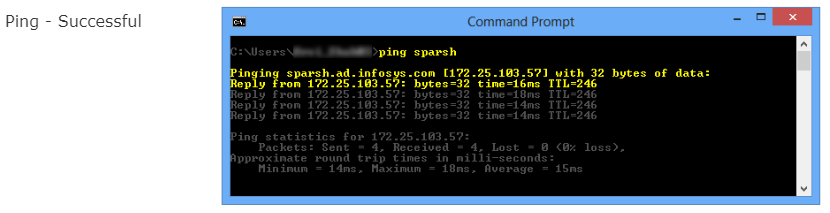 Ping - Successful
Command Prompt
C:\Users\ >ping sparsh
Pinging sparsh.ad.infosys.com [172.25.103.57] with 32 bytes of data:
Reply from 172.25.103.57: bytes=32 time=16ms TTL=246
Reply from 172.25.103.57: bytes=32 time=18ms TTL=246
Reply from 172.25.103.57: bytes=32 time=14ms TTL=246
Reply from 172.25.103.57: bytes=32 time=14ms TTL=246
Ping statistics for 172.25.103.57:
Packets: Sent = 4, Received = 4, Lost = 0 (0% loss),
Approximate round trip times in milli-seconds:
Minimum = 14ms, Maximum = 18ms, Average = 15ms